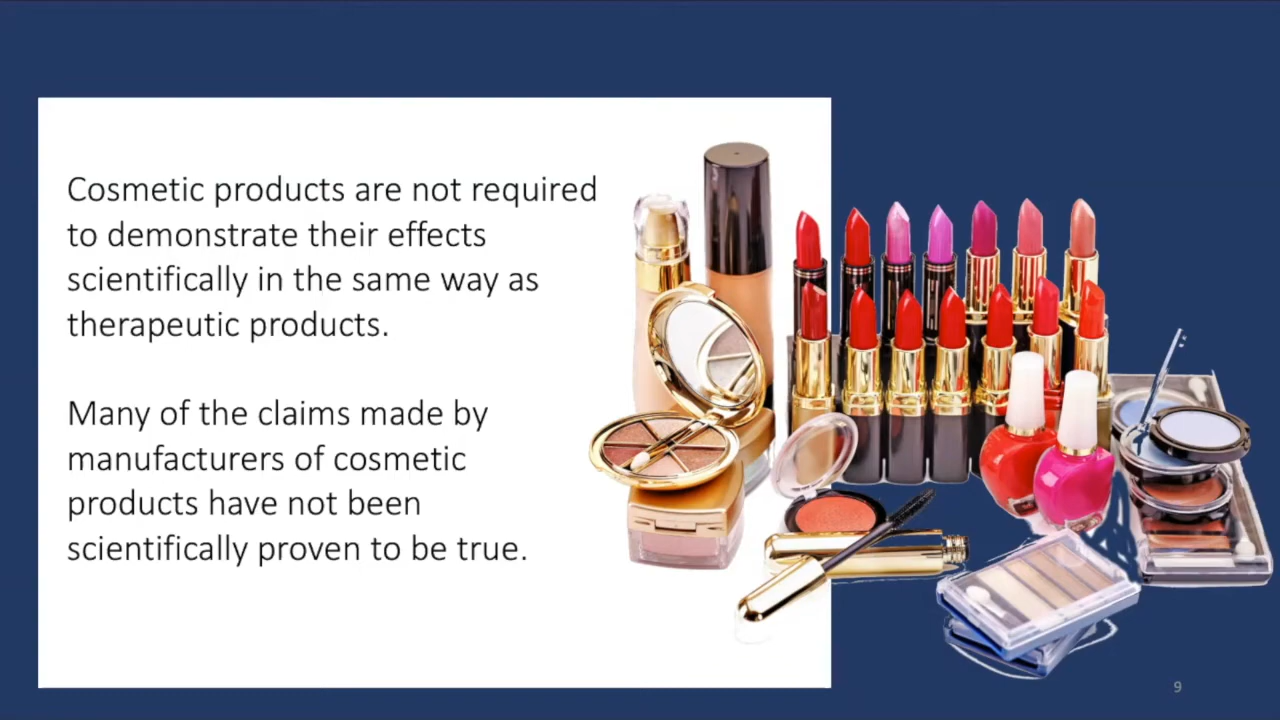 Cosmetic products are not required
to demonstrate their effects
scientifically in the same way as
therapeutic products.
Many of the claims made by
manufacturers of cosmetic
products have not been
scientifically proven to be true.
9